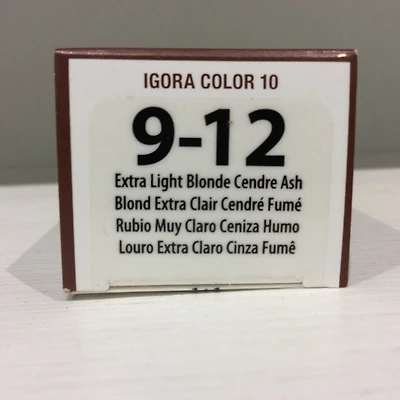 IGORA COLOR 10
9-12
Extra Light Blonde Cendre Ash
Blond Extra Clair Cendré Fumé
Rubio Muy Claro Ceniza Humo
Louro Extra Claro Cinza Fumê